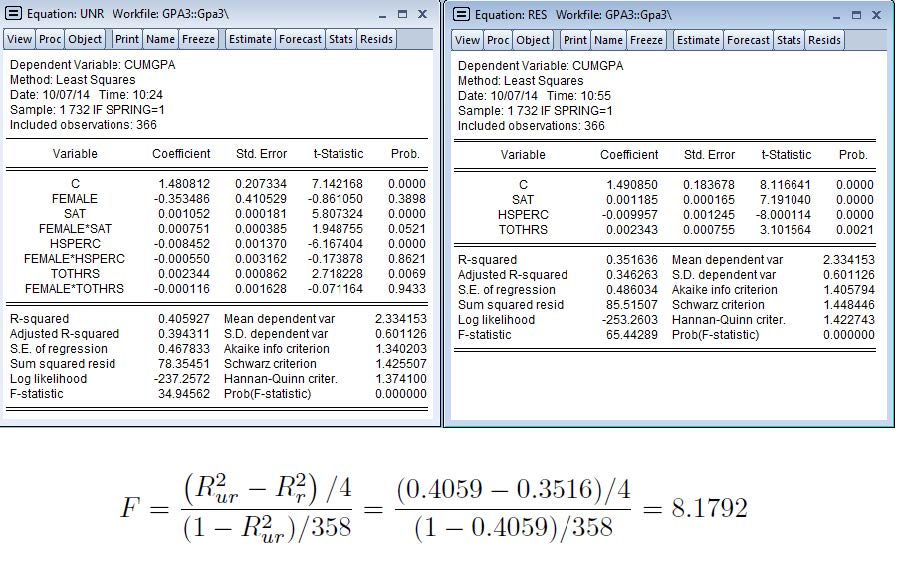 Equation: UNR Workfile: GPA3::Gpa3\
View Proc Object Print Name Freeze Estimate Forecast Stats Resids
Dependent Variable: CUMGPA
Method: Least Squares
Date: 10/07/14 Time: 10:24
Sample: 1 732 IF SPRING=1
Included observations: 366
Variable Coefficient Std. Error t-Statistic Prob.
C 1.480812 0.207334 7.142168 0.0000
FEMALE -0.353486 0.410529 -0.861050 0.3898
SAT 0.001052 0.000181 5.807324 0.0000
FEMALE*SAT 0.000751 0.000385 1.948755 0.0521
HSPERC -0.008452 0.001370 -6.167404 0.0000
FEMALE*HSPERC -0.000550 0.003162 -0.173878 0.8621
TOTHRS 0.002344 0.000862 2.718228 0.0069
FEMALE*TOTHRS -0.000116 0.001628 -0.071164 0.9433
R-squared 0.405927 Mean dependent var 2.334153
Adjusted R-squared 0.394311 S.D. dependent var 0.601126
S.E. of regression 0.467833 Akaike info criterion 1.340203
Sum squared resid 78.35451 Schwarz criterion 1.425507
Log likelihood -237.2572 Hannan-Quinn criter. 1.374100
F-statistic 34.94562 Prob(F-statistic) 0.000000
Equation: RES Workfile: GPA3::Gpa3\
View Proc Object Print Name Freeze Estimate Forecast Stats Resids
Dependent Variable: CUMGPA
Method: Least Squares
Date: 10/07/14 Time: 10:55
Sample: 1 732 IF SPRING=1
Included observations: 366
Variable Coefficient Std. Error t-Statistic Prob.
C 1.490850 0.183678 8.116641 0.0000
SAT 0.001185 0.000165 7.191040 0.0000
HSPERC -0.009957 0.001245 -8.000114 0.0000
TOTHRS 0.002343 0.000755 3.101564 0.0021
R-squared 0.351636 Mean dependent var 2.334153
Adjusted R-squared 0.346263 S.D. dependent var 0.601126
S.E. of regression 0.486034 Akaike info criterion 1.405794
Sum squared resid 85.51507 Schwarz criterion 1.448446
Log likelihood -253.2603 Hannan-Quinn criter. 1.422743
F-statistic 65.44289 Prob(F-statistic) 0.000000
F = (R²ur − R²r) /4 / (1 − R²ur)/358 = (0.4059 − 0.3516)/4 / (1 − 0.4059)/358 = 8.1792